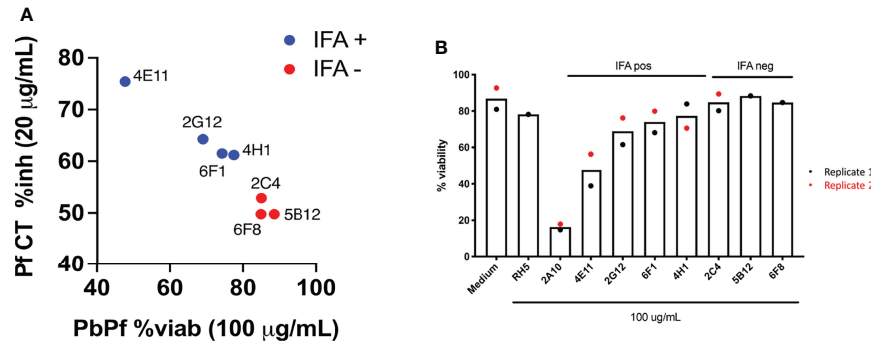 A
Pf CT %inh (20 µg/mL)
80
70
60
50
40
40
60
80
100
PbPf %viab (100 µg/mL)
IFA +
IFA -
4E11
2G12
4H1
6F1
2C4
6F8
5B12
B
IFA pos
IFA neg
% viability
100
80
60
40
20
0
Medium
RH5
2A10
4E11
2G12
6F1
4H1
2C4
5B12
6F8
100 ug/mL
Replicate 1
Replicate 2